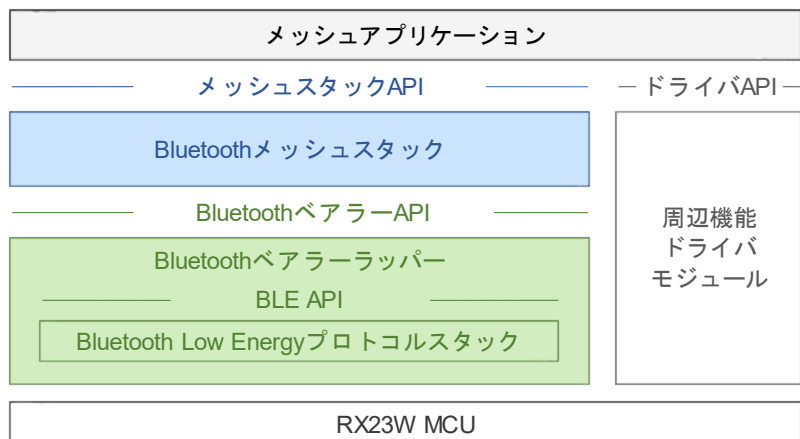 メッシュアプリケーション
メッシュスタックAPI
ドライバAPI
Bluetoothメッシュスタック
BluetoothベアラーAPI
Bluetoothベアラーラッパー
BLE API
Bluetooth Low Energyプロトコルスタック
周辺機能
ドライバ
モジュール
RX23W MCU